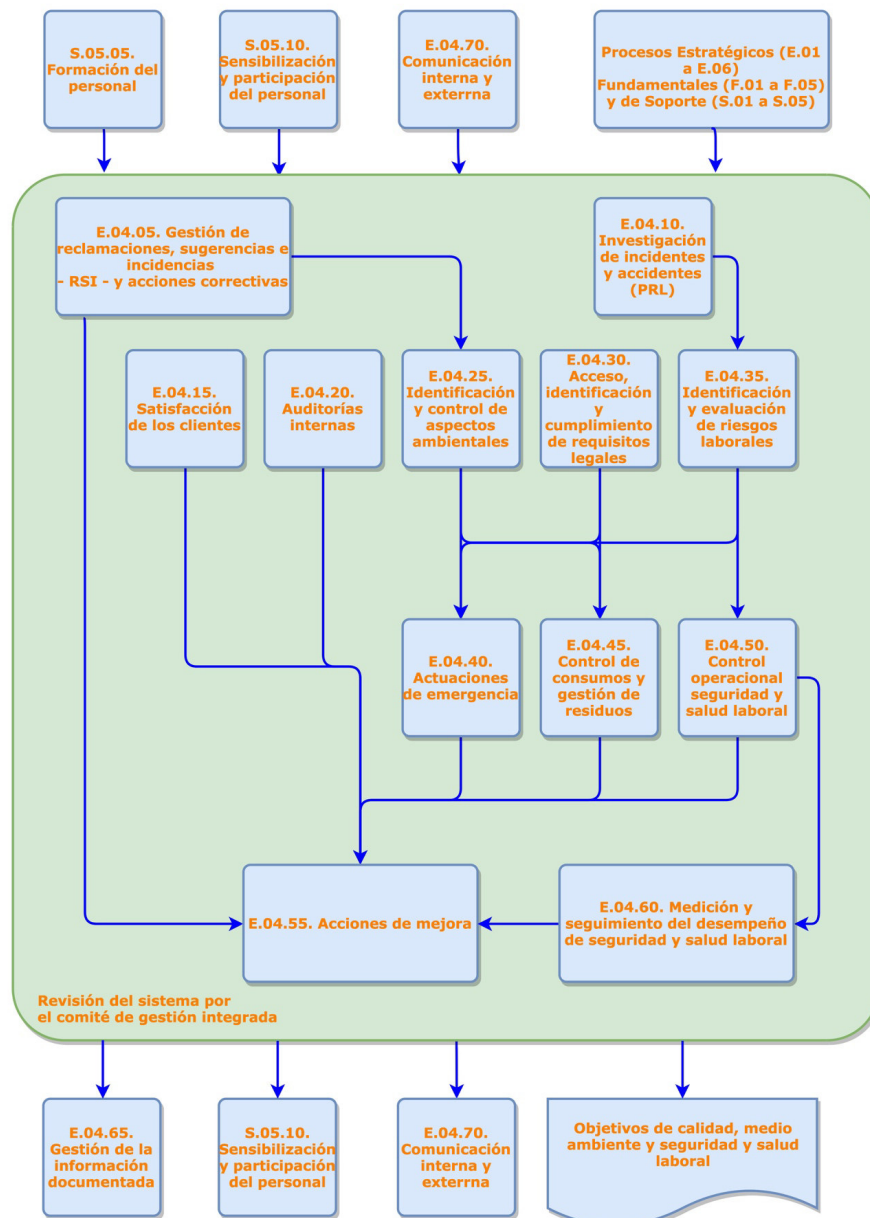 S.05.05.
Formación del
personal
S.05.10.
Sensibilización
y participación
del personal
E.04.70.
Comunicación
interna y
exterrna
Procesos Estratégicos (E.01
a E.06)
Fundamentales (F.01 a F.05)
y de Soporte (S.01 a S.05)
E.04.05. Gestión de
reclamaciones, sugerencias e
incidencias
- RSI - y acciones correctivas
E.04.10.
Investigación
de incidentes
y accidentes
(PRL)
E.04.15.
Satisfacción
de los clientes
E.04.20.
Auditorías
internas
E.04.25.
Identificación
y control de
aspectos
ambientales
E.04.30.
Acceso,
identificación
y
cumplimiento
de requisitos
legales
E.04.35.
Identificación
y evaluación
de riesgos
laborales
E.04.40.
Actuaciones
de emergencia
E.04.45.
Control de
consumos y
gestión de
residuos
E.04.50.
Control
operacional
seguridad y
salud laboral
E.04.55. Acciones de mejora
E.04.60. Medición y
seguimiento del desempeño
de seguridad y salud laboral
Revisión del sistema por
el comité de gestión integrada
E.04.65.
Gestión de la
información
documentada
S.05.10.
Sensibilización
y participación
del personal
E.04.70.
Comunicación
interna y
exterrna
Objetivos de calidad, medio
ambiente y seguridad y salud
laboral